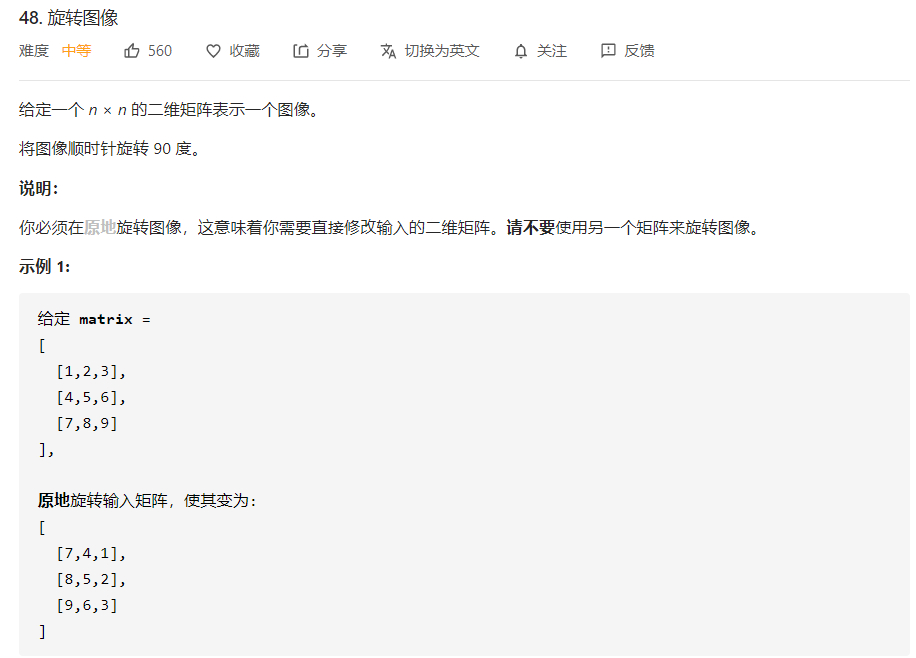 48. 旋转图像
难度 中等 560 收藏 分享 切换为英文 关注 反馈
给定一个 n × n 的二维矩阵表示一个图像。
将图像顺时针旋转 90 度。
说明：
你必须在原地旋转图像，这意味着你需要直接修改输入的二维矩阵。请不要使用另一个矩阵来旋转图像。
示例 1:
给定 matrix =
[
[1,2,3],
[4,5,6],
[7,8,9]
],
原地旋转输入矩阵，使其变为:
[
[7,4,1],
[8,5,2],
[9,6,3]
]